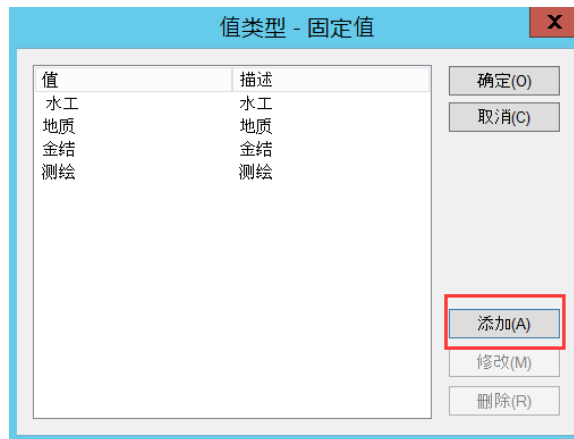 值类型 - 固定值
值 描述
水工 水工
地质 地质
金结 金结
测绘 测绘
确定(O)
取消(C)
添加(A)
修改(M)
删除(R)